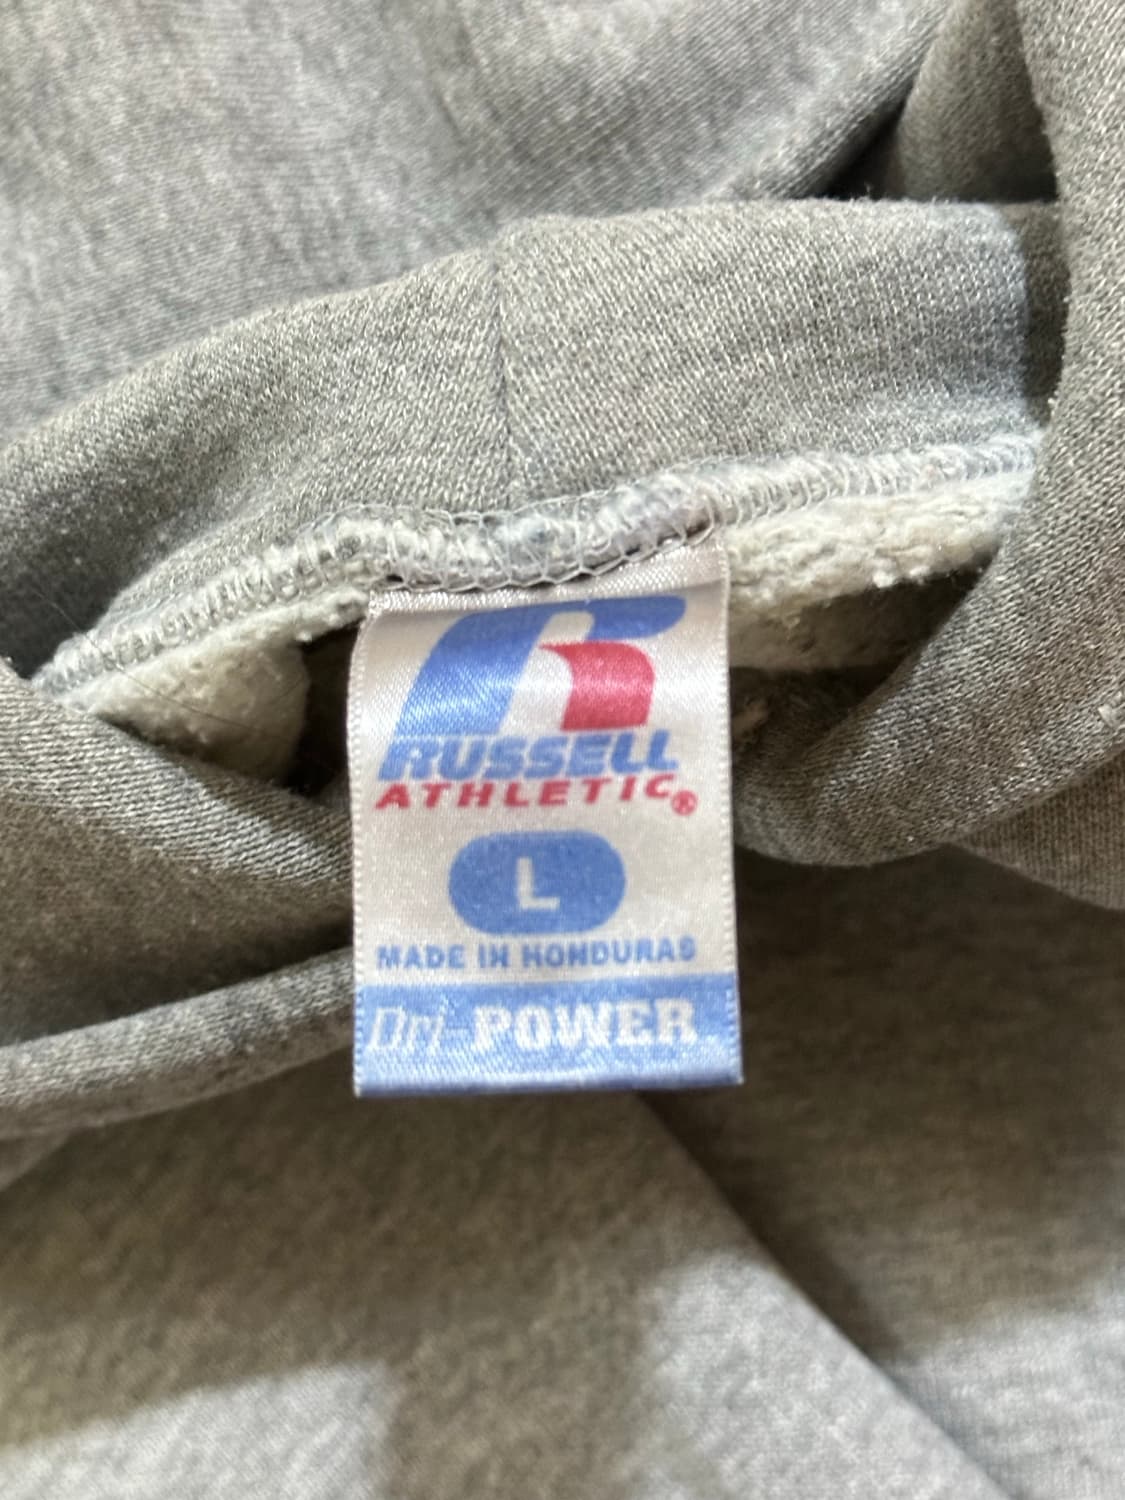 RUSSELL
ATHLETIC®
L
MADE IN HONDURAS
Dri-POWER